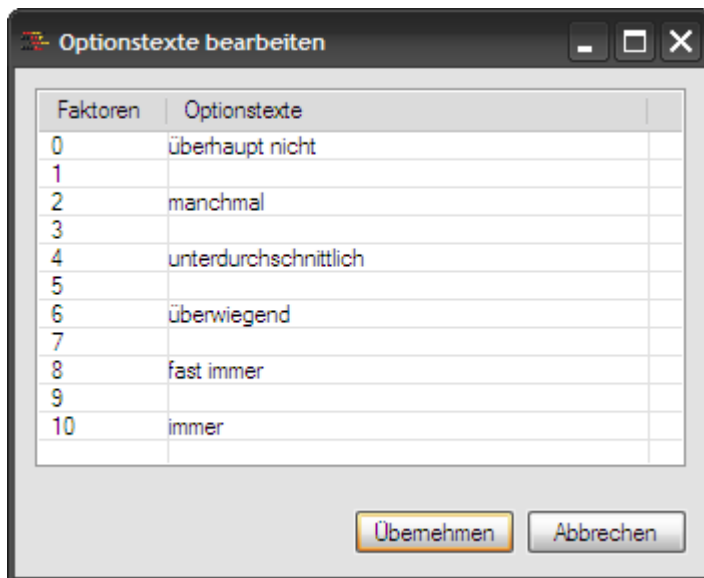 Optionstexte bearbeiten
Faktoren Optionstexte
0 überhaupt nicht
1
2 manchmal
3
4 unterdurchschnittlich
5
6 überwiegend
7
8 fast immer
9
10 immer
Übernehmen Abbrechen